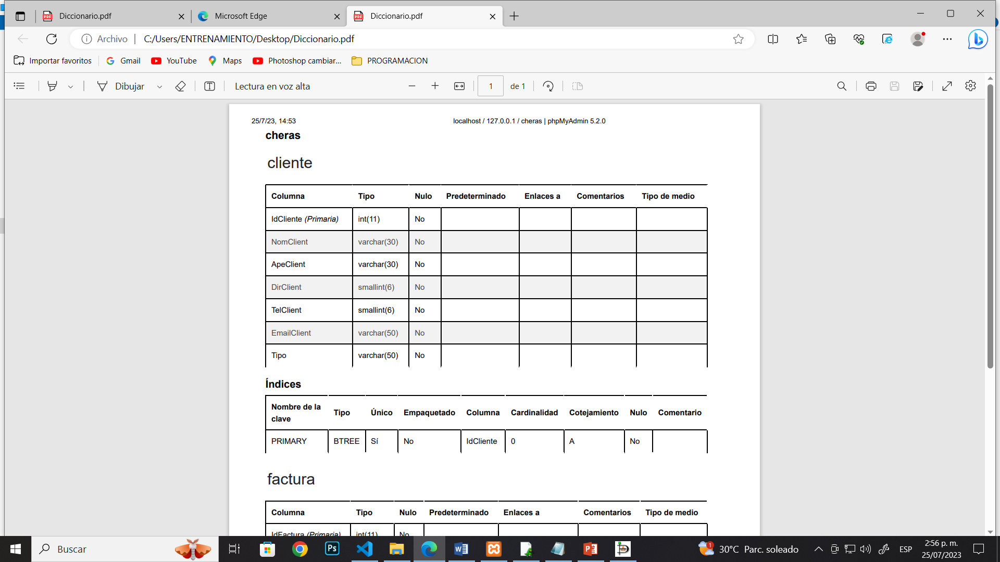 Diccionario.pdf
Microsoft Edge
Diccionario.pdf
Archivo
C:/Users/ENTRENAMIENTO/Desktop/Diccionario.pdf
Importar favoritos
Gmail
YouTube
Maps
Photoshop cambiar...
PROGRAMACION
Dibujar
Lectura en voz alta
1
de 1
25/7/23, 14:53
localhost / 127.0.0.1 / cheras | phpMyAdmin 5.2.0
cheras
cliente
Columna Tipo Nulo Predeterminado Enlaces a Comentarios Tipo de medio
IdCliente (Primaria) int(11) No
NomClient varchar(30) No
ApeClient varchar(30) No
DirClient smallint(6) No
TelClient smallint(6) No
EmailClient varchar(50) No
Tipo varchar(50) No
Índices
Nombre de la clave Tipo Único Empaquetado Columna Cardinalidad Cotejamiento Nulo Comentario
PRIMARY BTREE Sí No IdCliente 0 A No
factura
Columna Tipo Nulo Predeterminado Enlaces a Comentarios Tipo de medio
IdFactura (Primaria) int(11) No
Buscar
30°C Parc. soleado
ESP
2:56 p. m.
25/07/2023